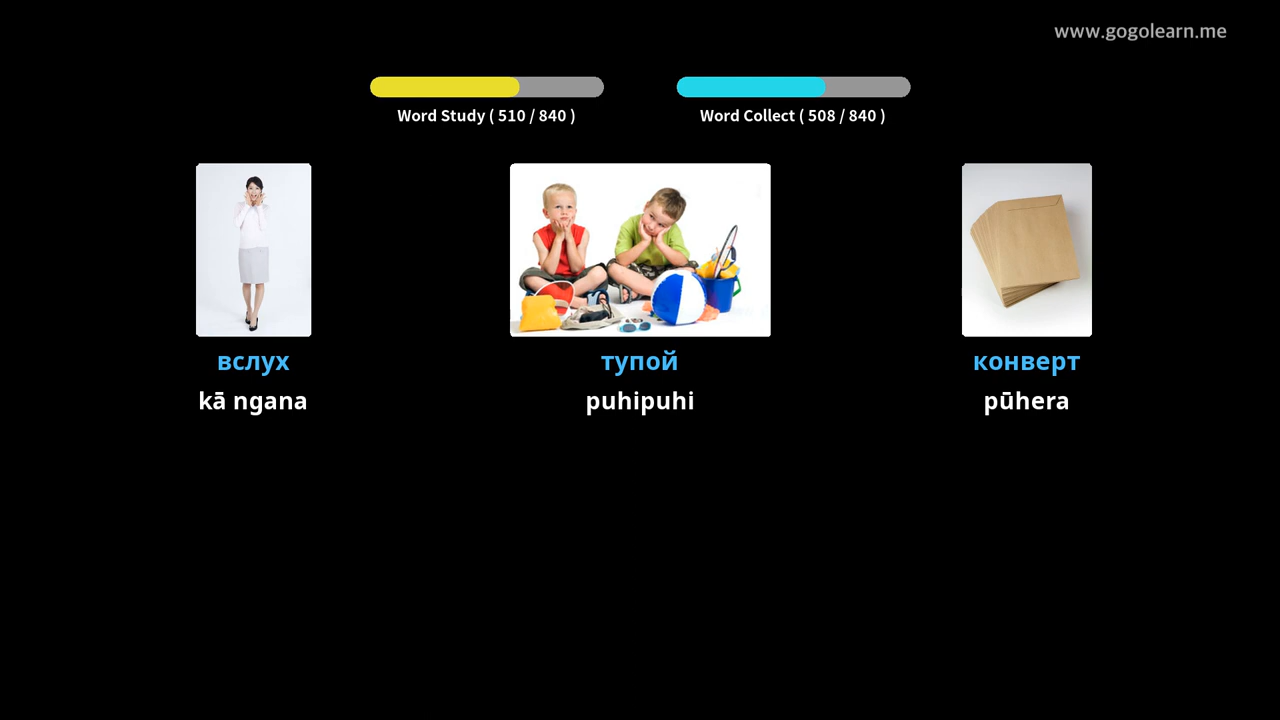 www.gogolearn.me
Word Study ( 510 / 840 )
Word Collect ( 508 / 840 )
вслух
тупой
конверт
kā ngana
puhipuhi
pūhera